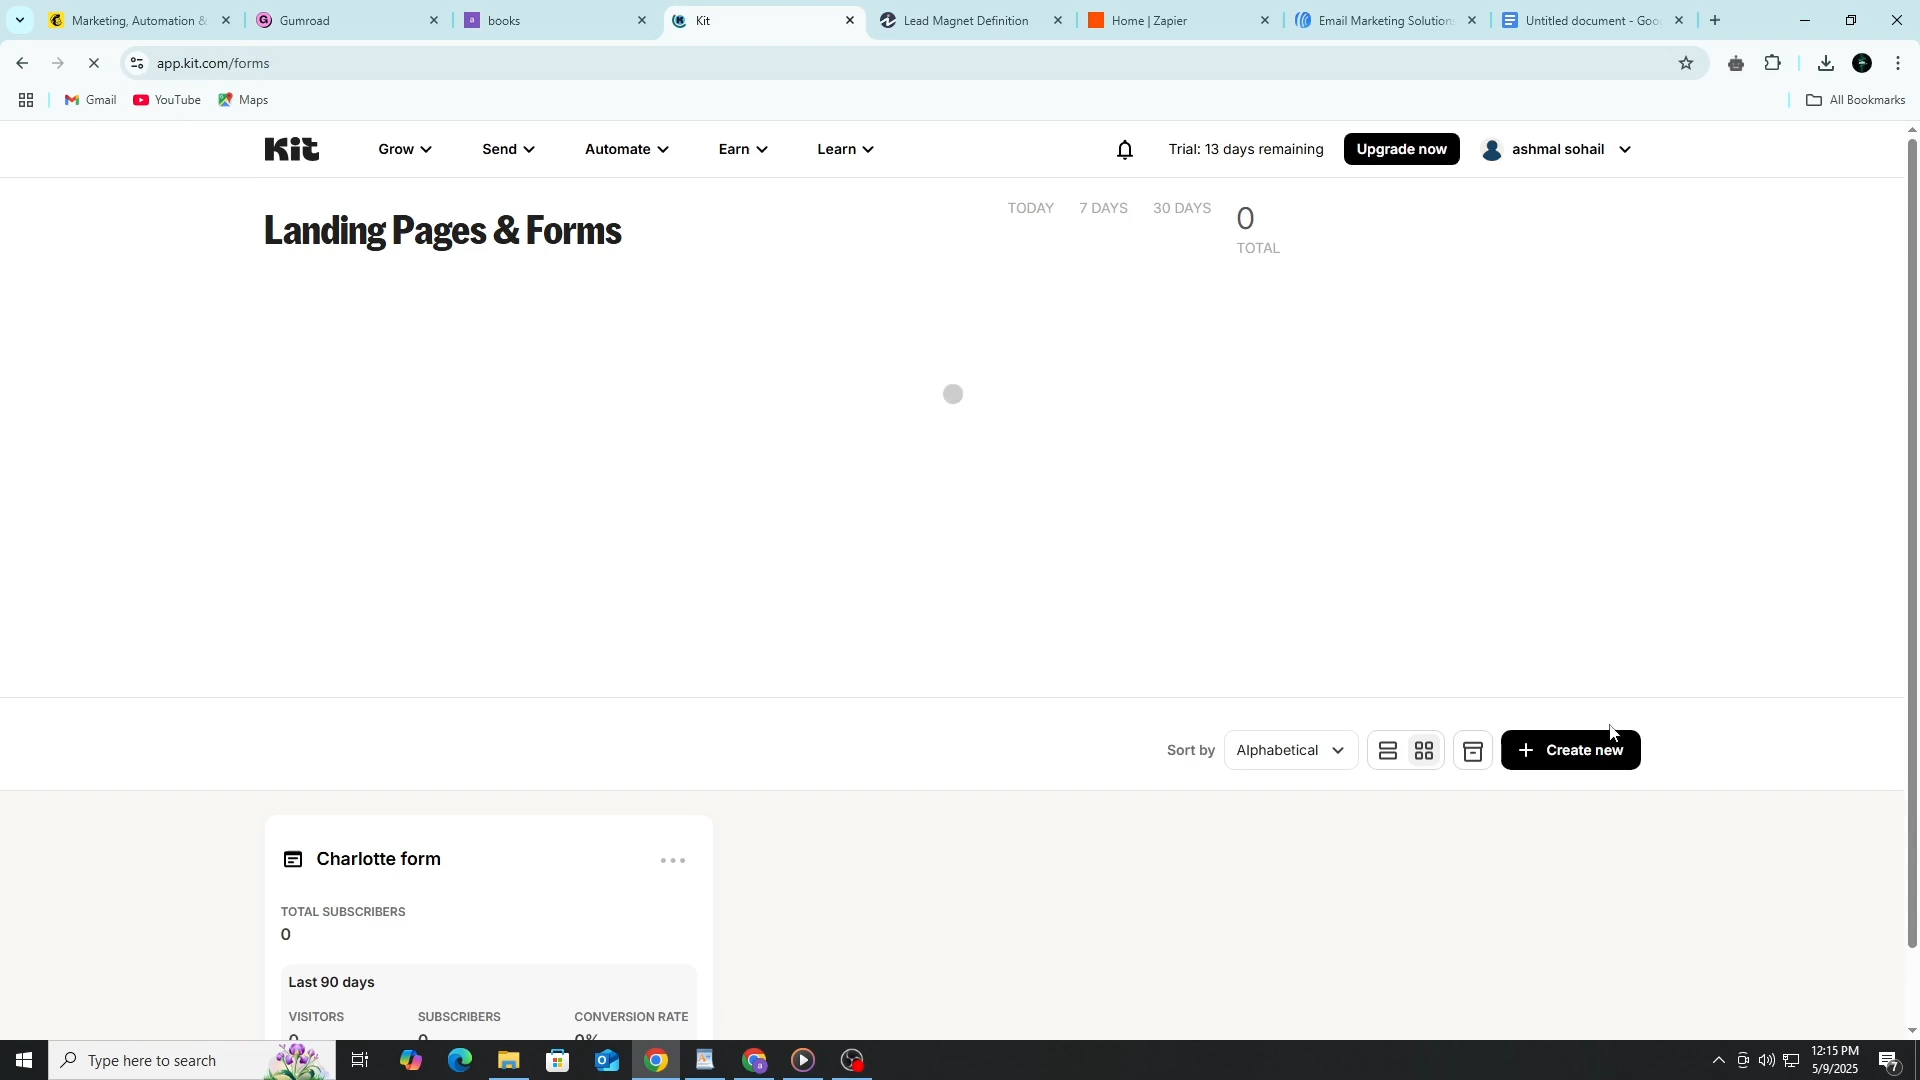 Marketing, Automation &
Gumroad
books
Kit
Lead Magnet Definition
Home | Zapier
Email Marketing Solution
Untitled document - Goo
app.kit.com/forms
Gmail
YouTube
Maps
All Bookmarks
Kit
Grow
Send
Automate
Earn
Learn
Trial: 13 days remaining
Upgrade now
ashmal sohail
Landing Pages & Forms
TODAY
7 DAYS
30 DAYS
0
TOTAL
Sort by
Alphabetical
Create new
Charlotte form
TOTAL SUBSCRIBERS
0
Last 90 days
VISITORS
SUBSCRIBERS
CONVERSION RATE
0
0
0%
Type here to search
12:15 PM
5/9/2025
7